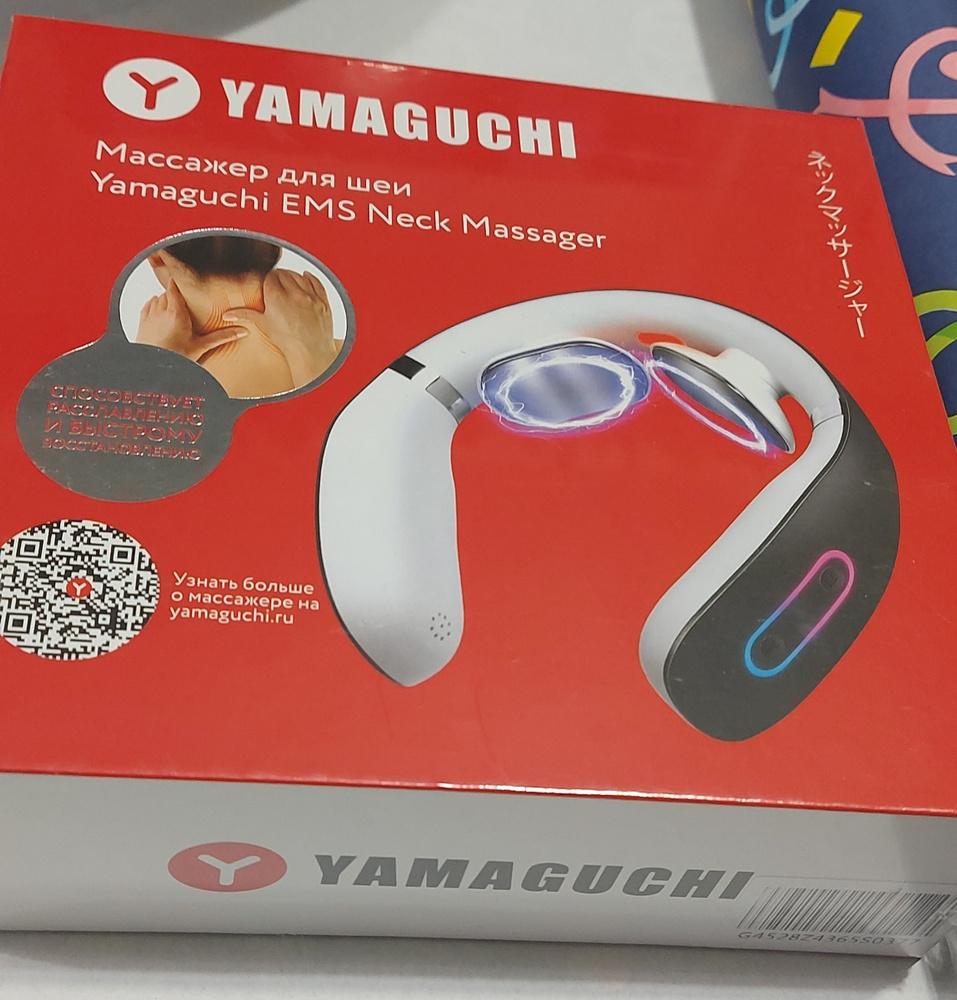 YAMAGUCHI
Массажер для шеи
Yamaguchi EMS Neck Massager
ネックマッサージャー
СПОСОБСТВУЕТ
РАССЛАБЛЕНИЮ
И БЫСТРОМУ
ВОССТАНОВЛЕНИЮ
Узнать больше
о массажере на
yamaguchi.ru
YAMAGUCHI
G4528Z4365S0377